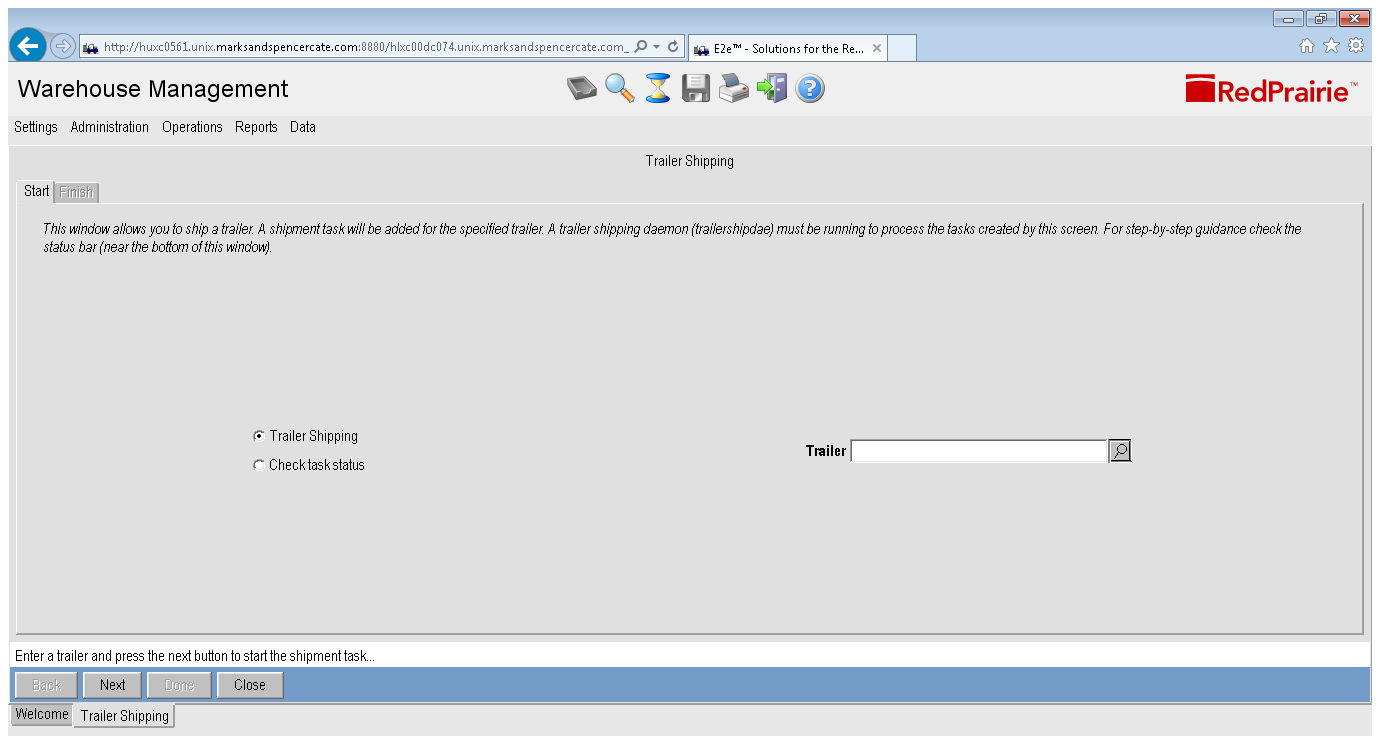 http://huxc0561.unix.marksandspencercate.com:8880/hlxc00dc074.unix.marksandspencercate.com_
E2e™ - Solutions for the Re...
Warehouse Management
RedPrairie™
Settings Administration Operations Reports Data
Trailer Shipping
Start Finish
This window allows you to ship a trailer. A shipment task will be added for the specified trailer. A trailer shipping daemon (trailershipdae) must be running to process the tasks created by this screen. For step-by-step guidance check the
status bar (near the bottom of this window).
Trailer Shipping
Trailer
Check task status
Enter a trailer and press the next button to start the shipment task...
Back Next Done Close
Welcome Trailer Shipping